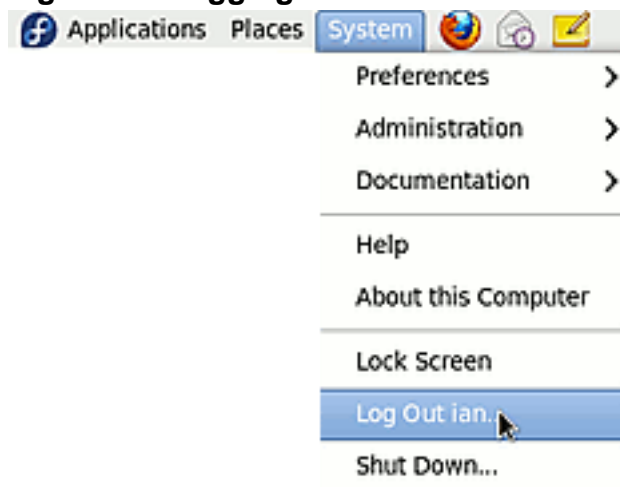 Applications Places System
Preferences
Administration
Documentation
Help
About this Computer
Lock Screen
Log Out ian...
Shut Down...